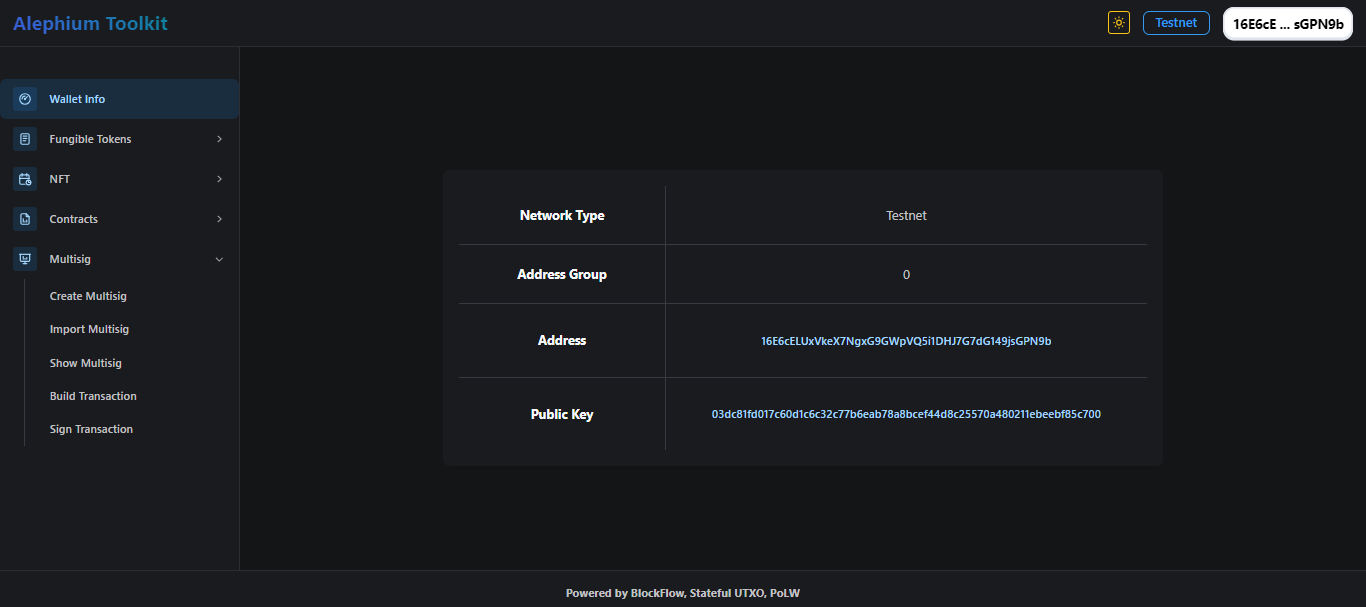 Alephium Toolkit
Testnet
16E6cE ... sGPN9b
Wallet Info
Fungible Tokens
NFT
Contracts
Multisig
Create Multisig
Import Multisig
Show Multisig
Build Transaction
Sign Transaction
Network Type
Testnet
Address Group
0
Address
16E6cELUxVkeX7NgxG9GWpVQ5i1DHJ7G7dG149jsGPN9b
Public Key
03dc81fd017c60d1c6c32c77b6eab78a8bcef44d8c25570a480211ebeebf85c700
Powered by BlockFlow, Stateful UTXO, PoLW